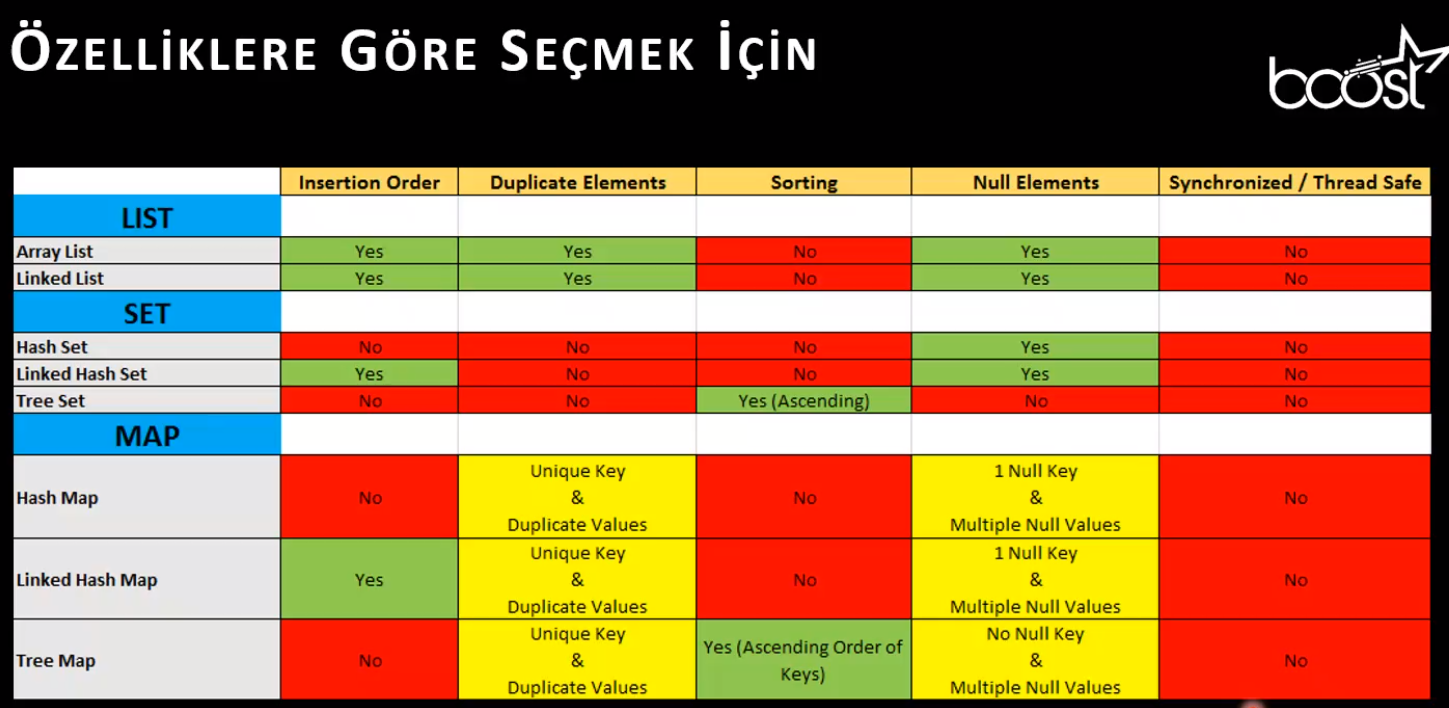 ÖZELLİKLERE GÖRE SEÇMEK İÇİN
boost
Insertion Order Duplicate Elements Sorting Null Elements Synchronized / Thread Safe
LIST
Array List Yes Yes No Yes No
Linked List Yes Yes No Yes No
SET
Hash Set No No No Yes No
Linked Hash Set Yes No No Yes No
Tree Set No No Yes (Ascending) No No
MAP
Hash Map No Unique Key & Duplicate Values No 1 Null Key & Multiple Null Values No
Linked Hash Map Yes Unique Key & Duplicate Values No 1 Null Key & Multiple Null Values No
Tree Map No Unique Key & Duplicate Values Yes (Ascending Order of Keys) No Null Key & Multiple Null Values No